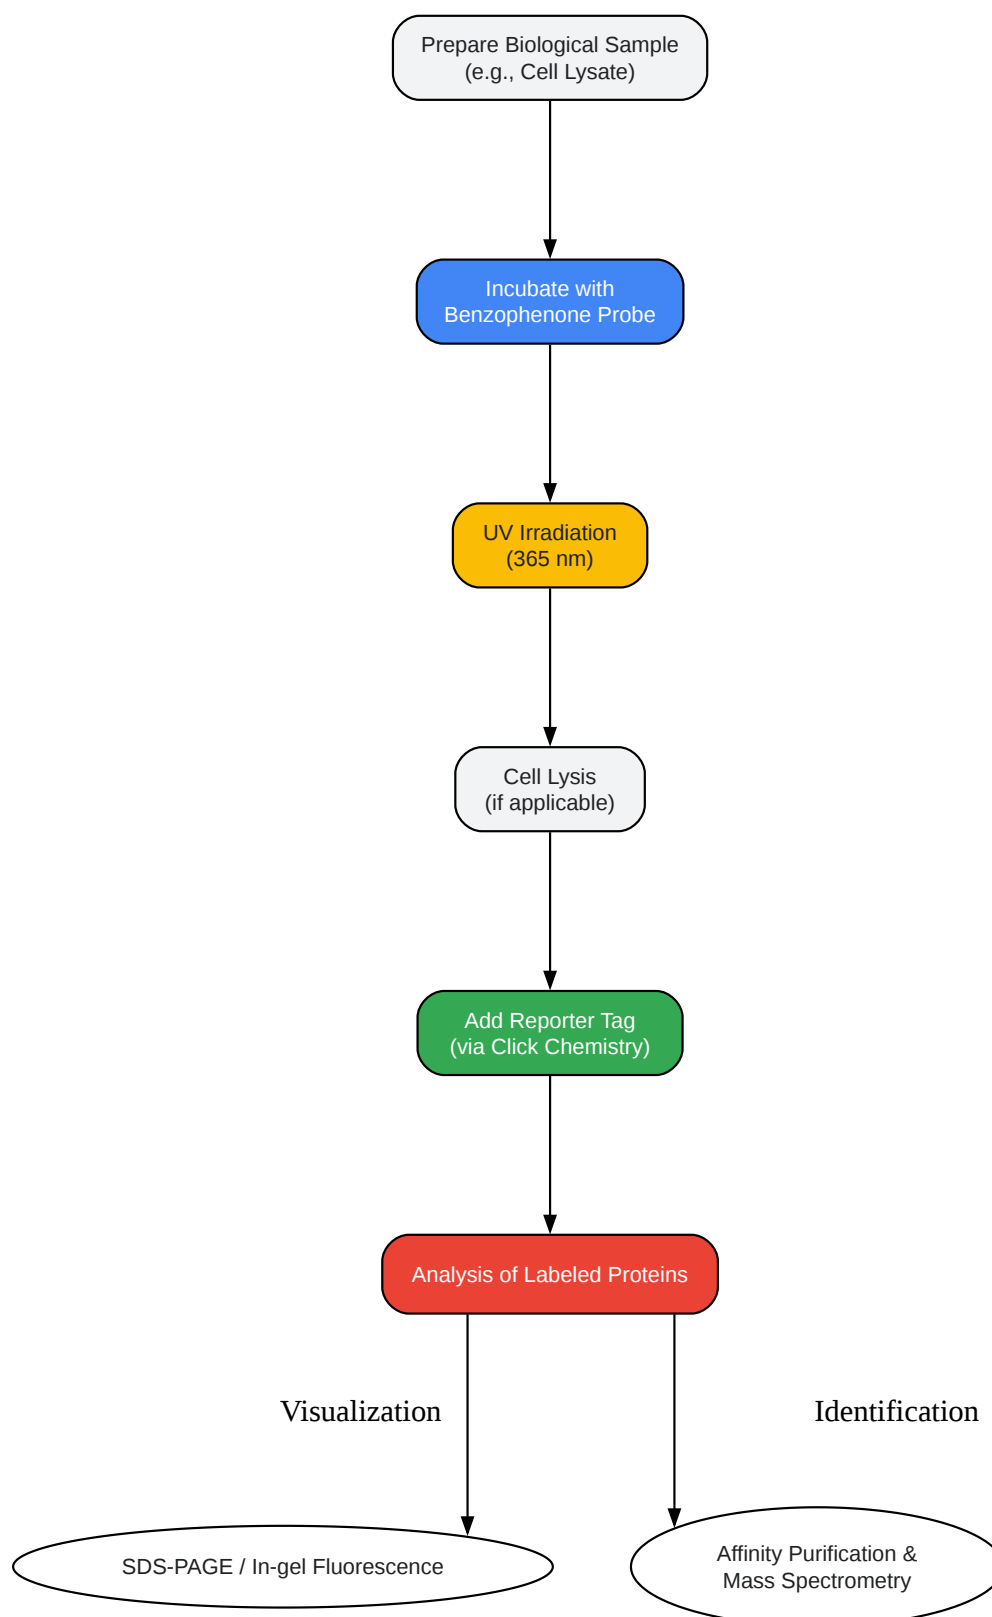 Prepare Biological Sample
(e.g., Cell Lysate)
Incubate with
Benzophenone Probe
UV Irradiation
(365 nm)
Cell Lysis
(if applicable)
Add Reporter Tag
(via Click Chemistry)
Analysis of Labeled Proteins
Visualization
Identification
SDS-PAGE / In-gel Fluorescence
Affinity Purification &
Mass Spectrometry